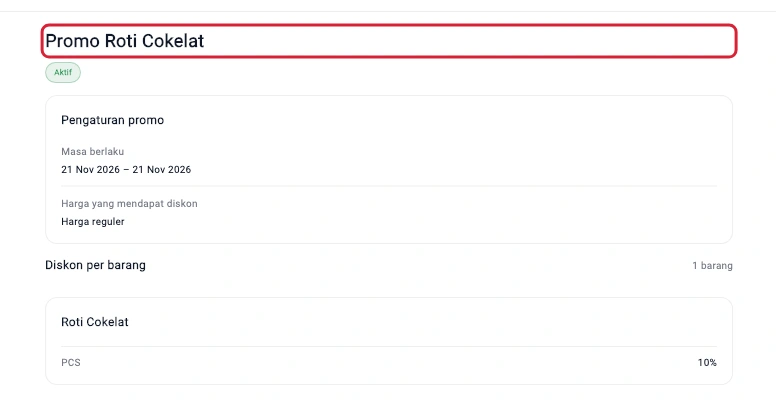 Promo Roti Cokelat
Aktif
Pengaturan promo
Masa berlaku
21 Nov 2026 – 21 Nov 2026
Harga yang mendapat diskon
Harga reguler
Diskon per barang
1 barang
Roti Cokelat
PCS
10%